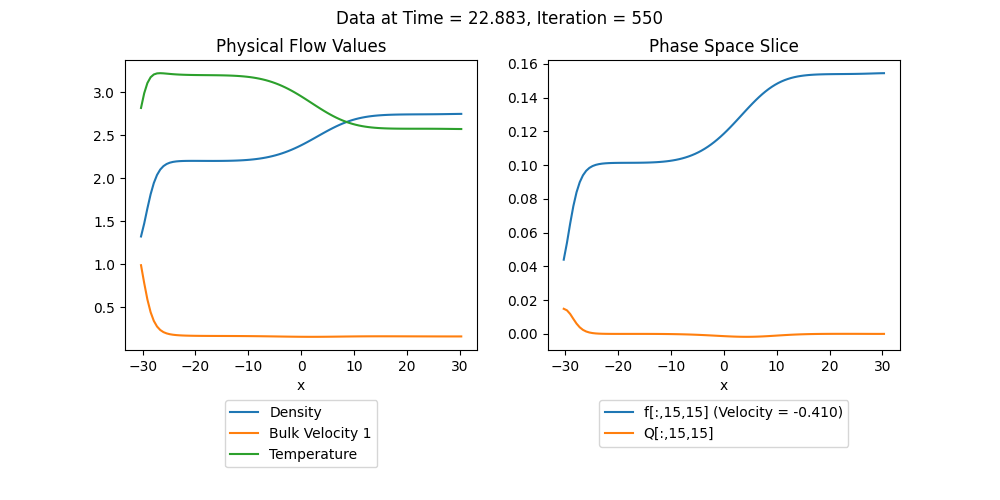 Data at Time = 22.883, Iteration = 550
Physical Flow Values
3.0
2.5
2.0
1.5
1.0
0.5
−30
−20
−10
0
10
20
30
x
Density
Bulk Velocity 1
Temperature
Phase Space Slice
0.16
0.14
0.12
0.10
0.08
0.06
0.04
0.02
0.00
−30
−20
−10
0
10
20
30
x
f[:,15,15] (Velocity = -0.410)
Q[:,15,15]